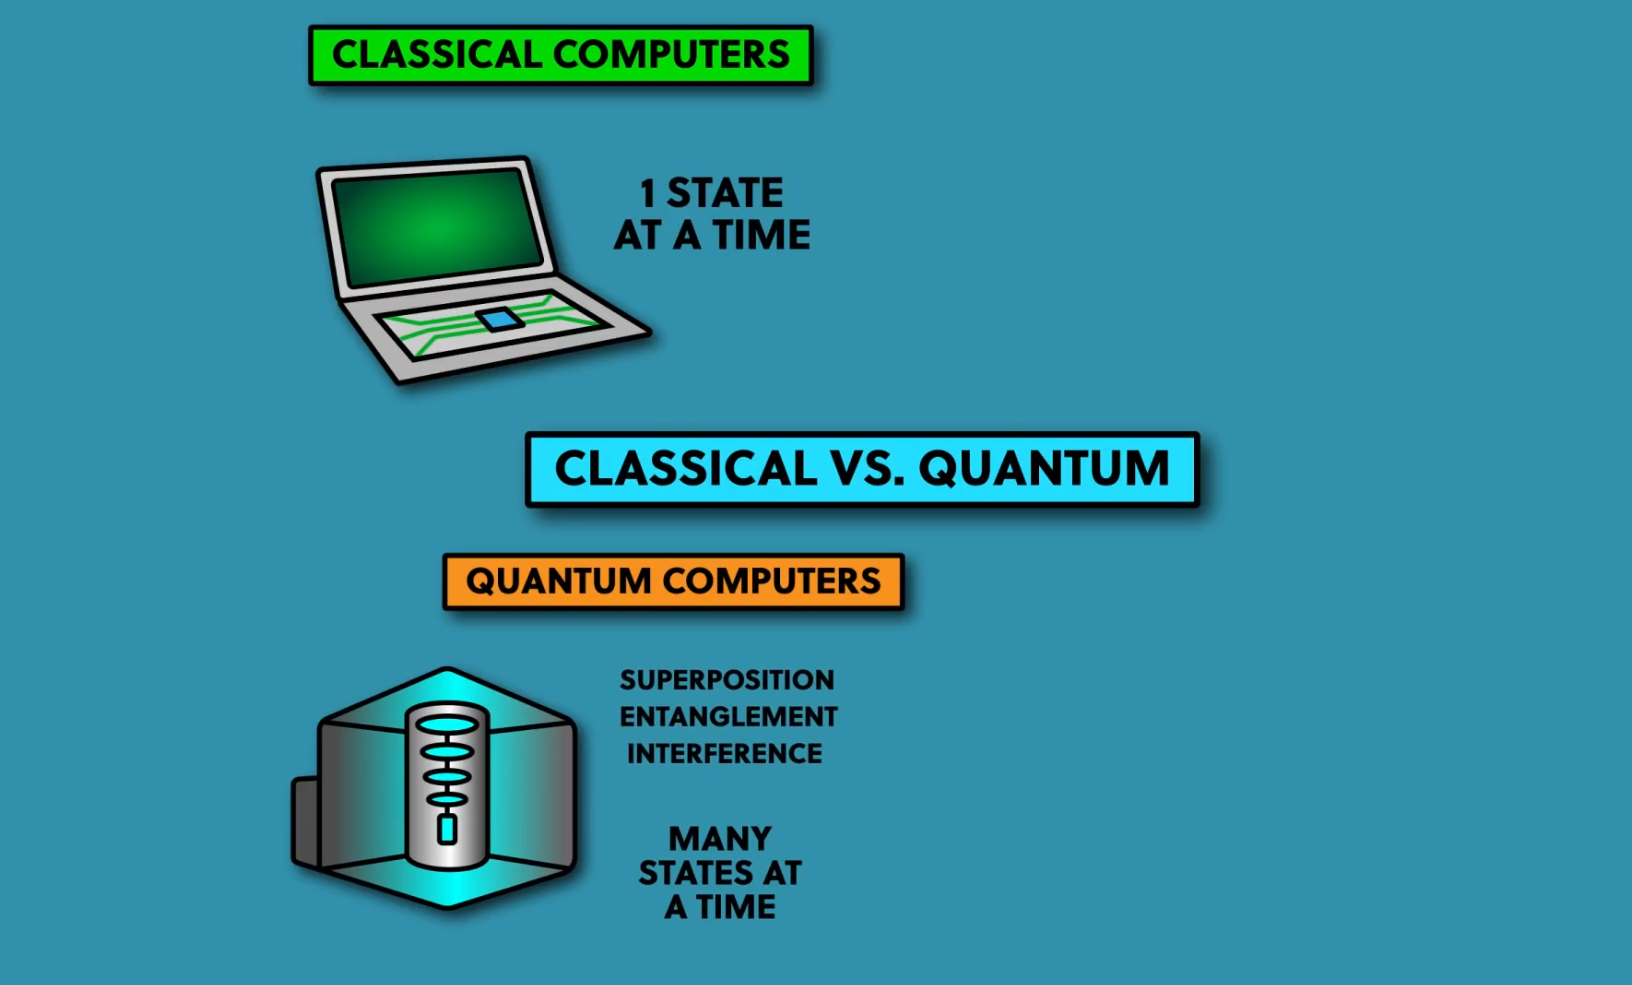 CLASSICAL COMPUTERS
1 STATE
AT A TIME
CLASSICAL VS. QUANTUM
QUANTUM COMPUTERS
SUPERPOSITION
ENTANGLEMENT
INTERFERENCE
MANY
STATES AT
A TIME